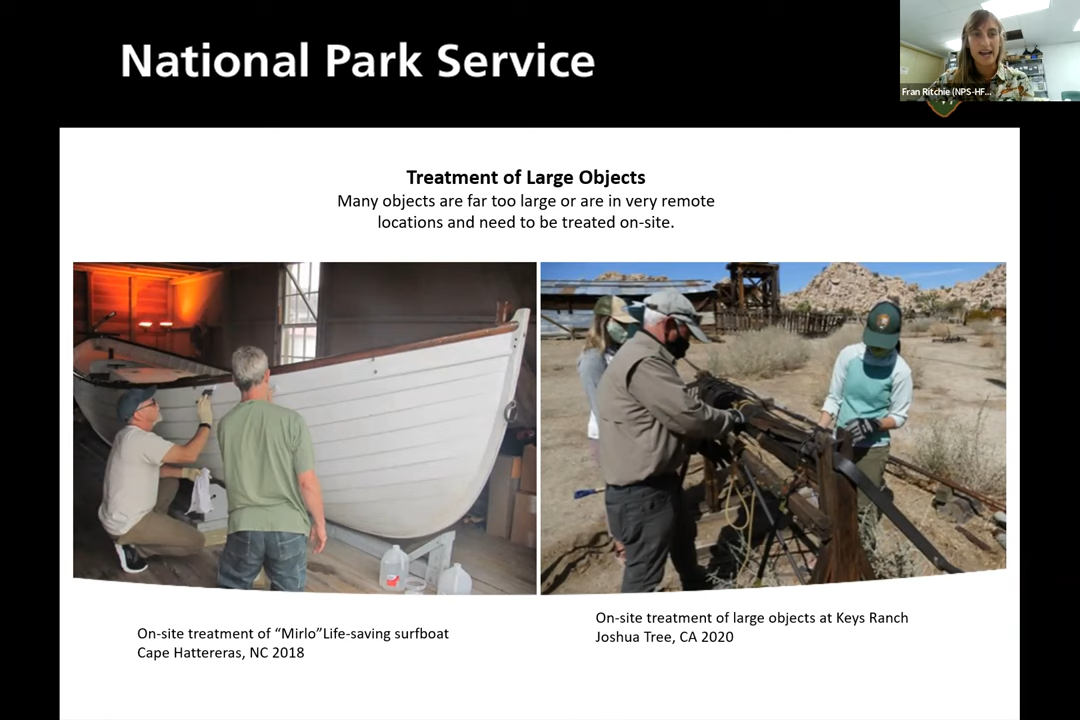 National Park Service
Fran Ritchie (NPS-HF...
Treatment of Large Objects
Many objects are far too large or are in very remote
locations and need to be treated on-site.
On-site treatment of “Mirlo”Life-saving surfboat
Cape Hattereras, NC 2018
On-site treatment of large objects at Keys Ranch
Joshua Tree, CA 2020